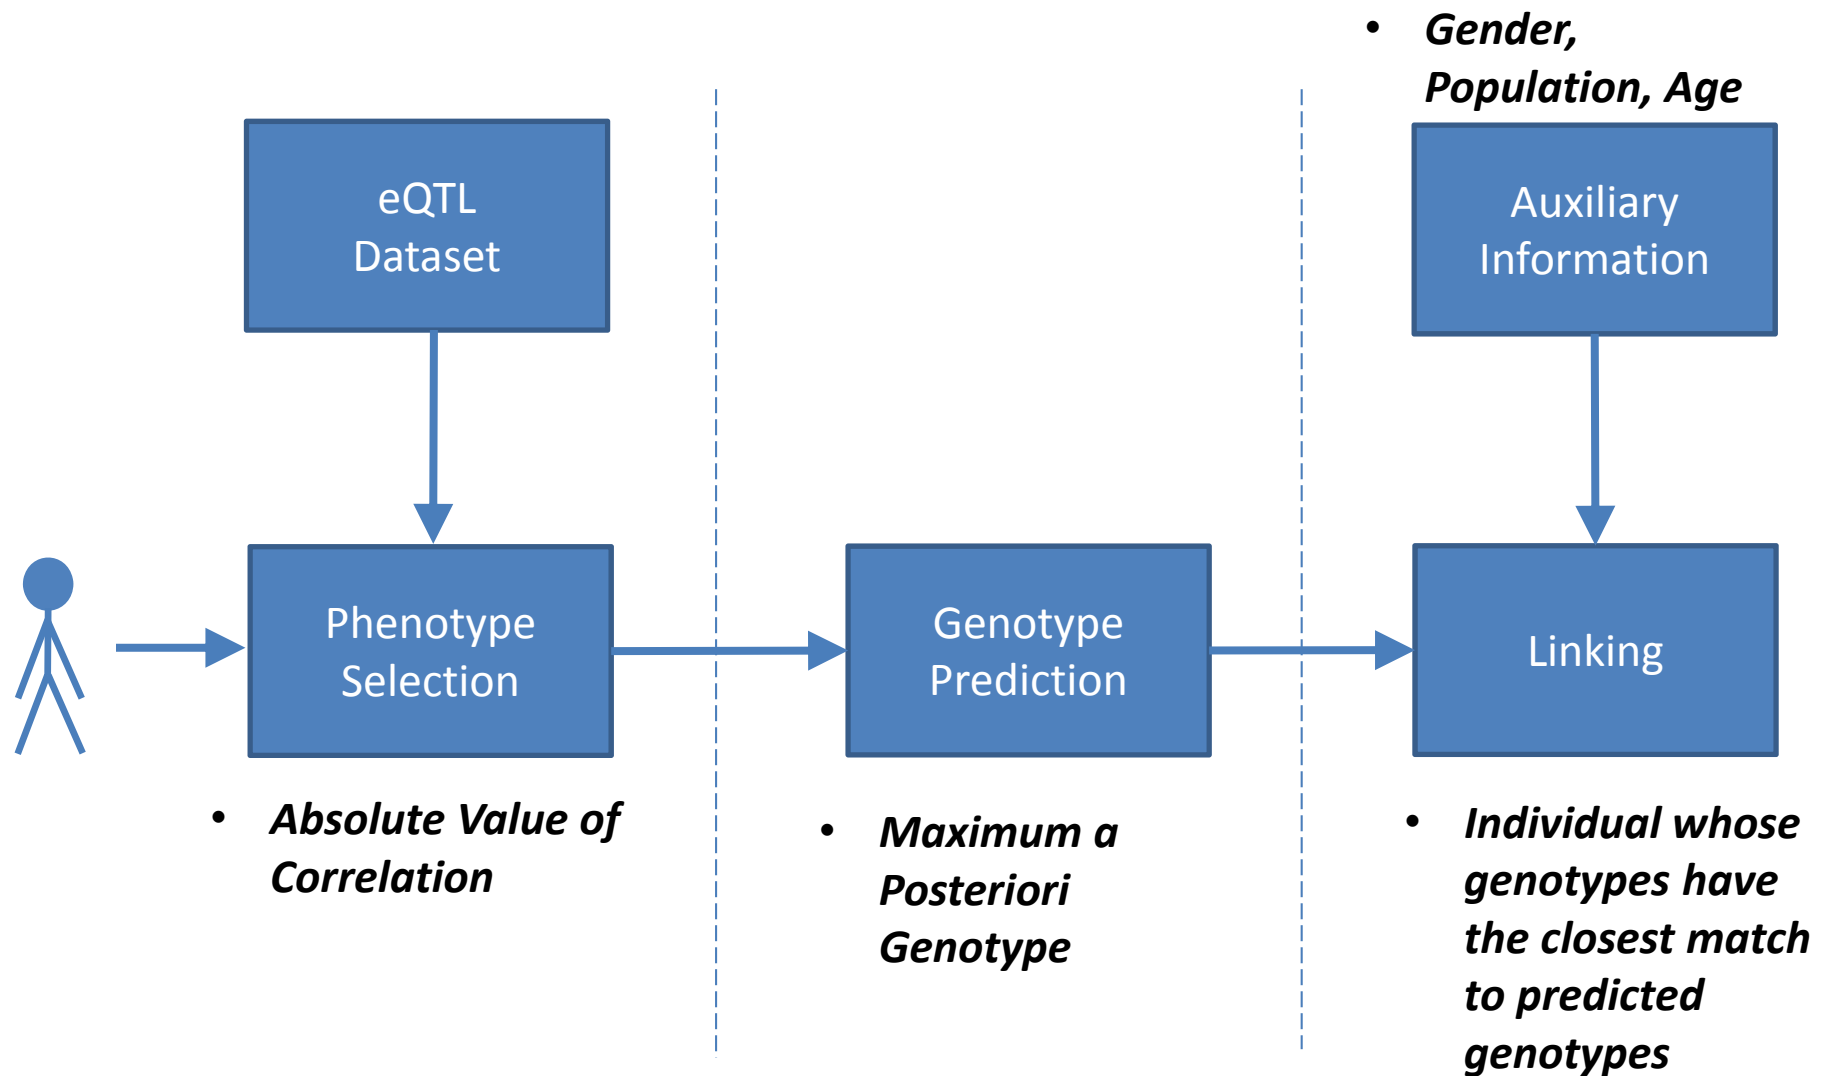 • Gender,
Population, Age
eQTL
Dataset
Auxiliary
Information
Phenotype
Selection
Genotype
Prediction
Linking
• Absolute Value of
Correlation
• Maximum a
Posteriori
Genotype
• Individual whose
genotypes have
the closest match
to predicted
genotypes